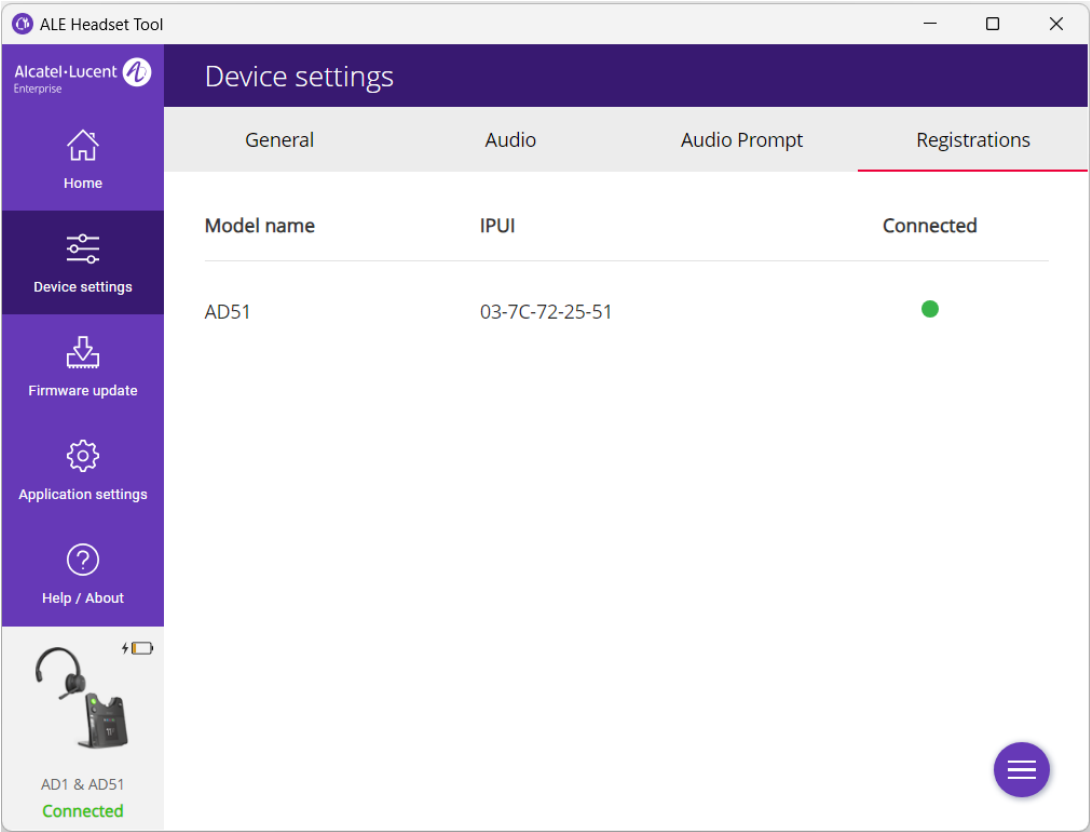 ALE Headset Tool
Alcatel·Lucent
Enterprise
Device settings
General Audio Audio Prompt Registrations
Home
Model name IPUI Connected
Device settings
AD51 03-7C-72-25-51
Firmware update
Application settings
Help / About
AD1 & AD51
Connected